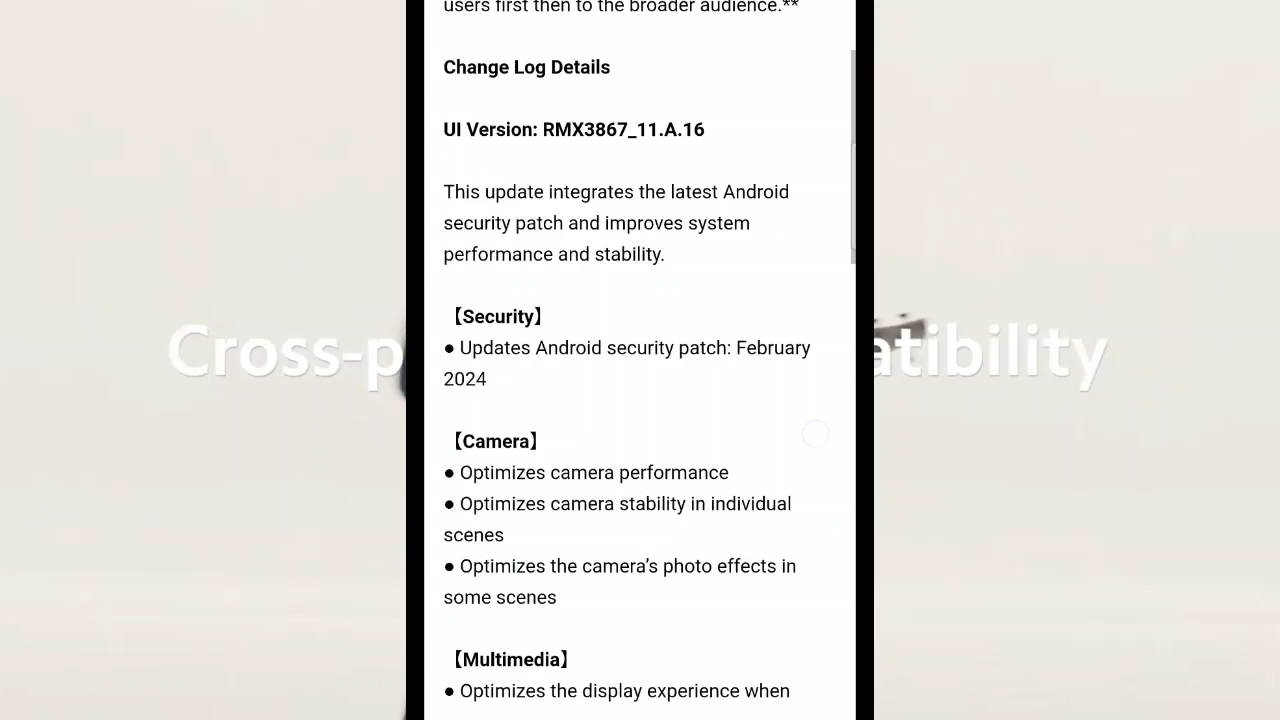 users first then to the broader audience.**
Change Log Details
UI Version: RMX3867_11.A.16
This update integrates the latest Android
security patch and improves system
performance and stability.
【Security】
● Updates Android security patch: February
2024
Cross-p
atibility
【Camera】
● Optimizes camera performance
● Optimizes camera stability in individual
scenes
● Optimizes the camera’s photo effects in
some scenes
【Multimedia】
● Optimizes the display experience when